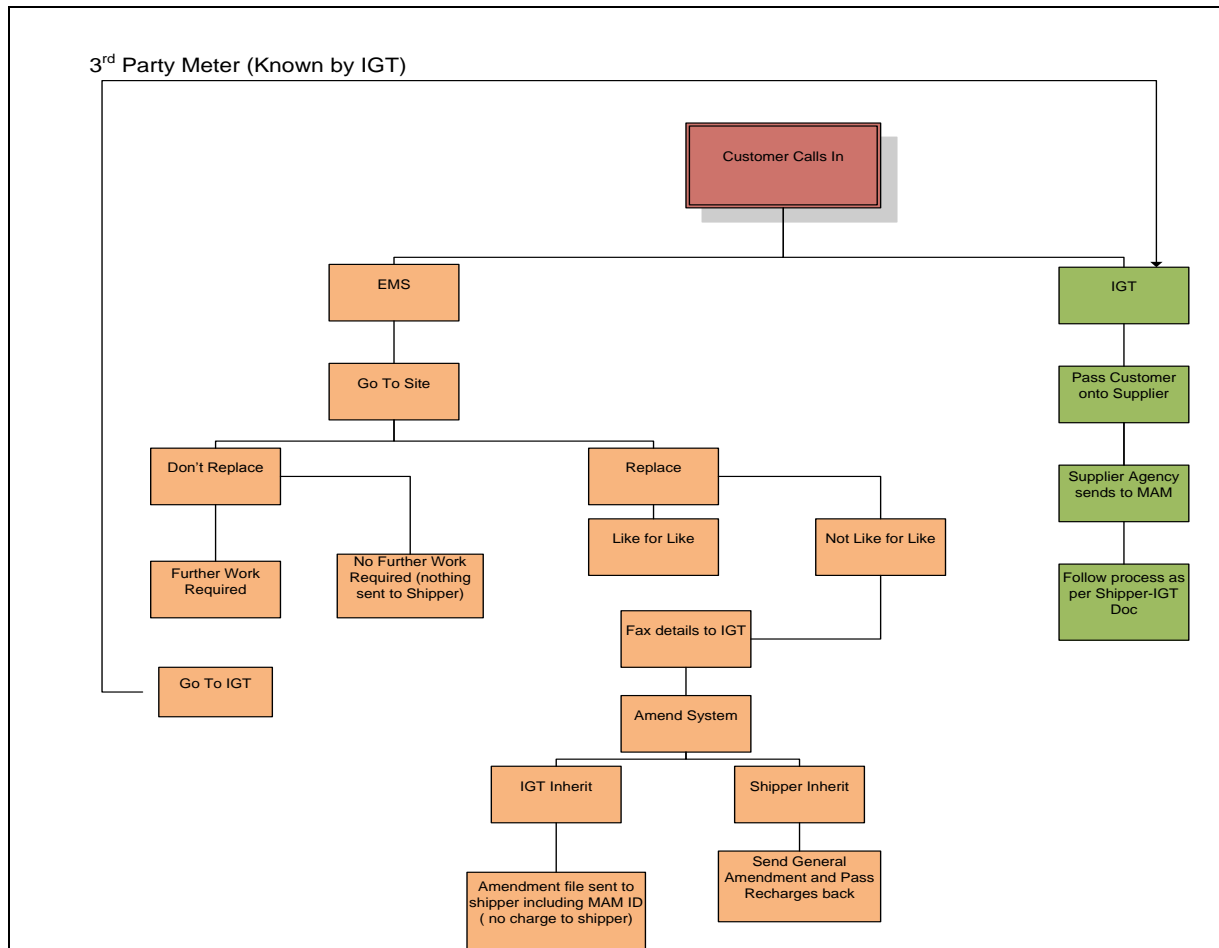 3rd Party Meter (Known by IGT)
Customer Calls In
EMS
IGT
Go To Site
Pass Customer
onto Supplier
Don't Replace
Replace
Supplier Agency
sends to MAM
Like for Like
Not Like for Like
Further Work
Required
No Further Work
Required (nothing
sent to Shipper)
Follow process as
per Shipper-IGT
Doc
Fax details to IGT
Go To IGT
Amend System
IGT Inherit
Shipper Inherit
Amendment file sent to
shipper including MAM ID
( no charge to shipper)
Send General
Amendment and Pass
Recharges back